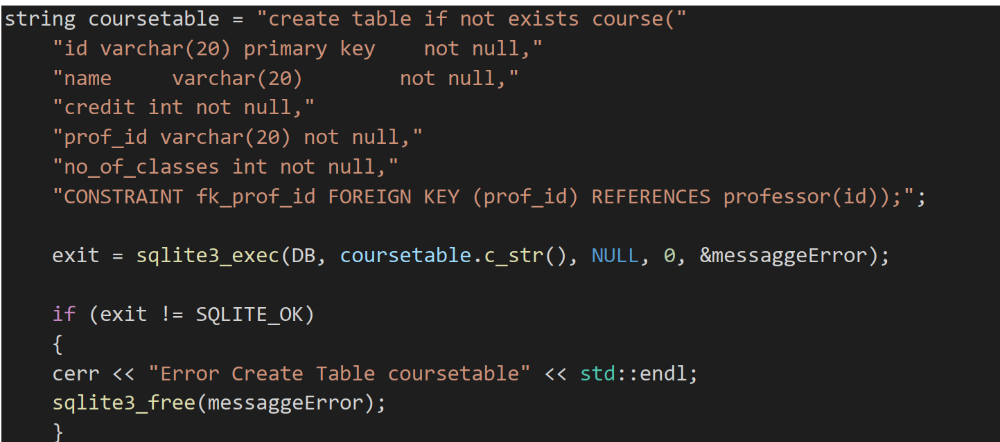 string coursetable = "create table if not exists course("
    "id varchar(20) primary key    not null,"
    "name     varchar(20)        not null,"
    "credit int not null,"
    "prof_id varchar(20) not null,"
    "no_of_classes int not null,"
    "CONSTRAINT fk_prof_id FOREIGN KEY (prof_id) REFERENCES professor(id));";

    exit = sqlite3_exec(DB, coursetable.c_str(), NULL, 0, &messaggeError);

    if (exit != SQLITE_OK)
    {
    cerr << "Error Create Table coursetable" << std::endl;
    sqlite3_free(messaggeError);
    }